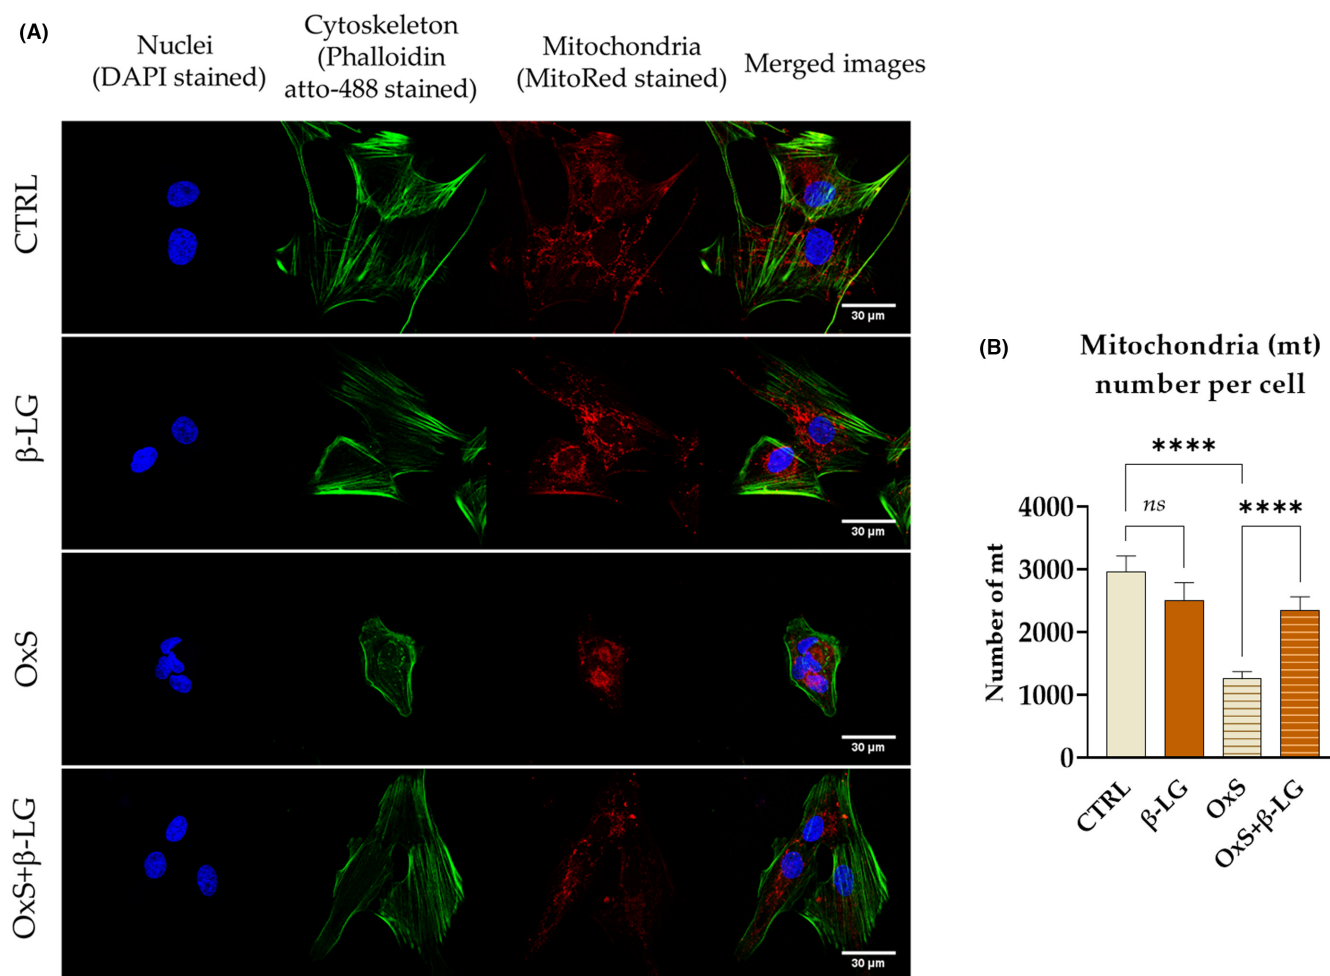 (A)
Nuclei
(DAPI stained)
Cytoskeleton
(Phalloidin
atto-488 stained)
Mitochondria
(MitoRed stained)
Merged images
CTRL
30 µm
β-LG
30 µm
OxS
30 µm
OxS+β-LG
30 µm
(B)
Mitochondria (mt)
number per cell
****
ns
****
Number of mt
4000
3000
2000
1000
0
CTRL
β-LG
OxS
OxS+β-LG